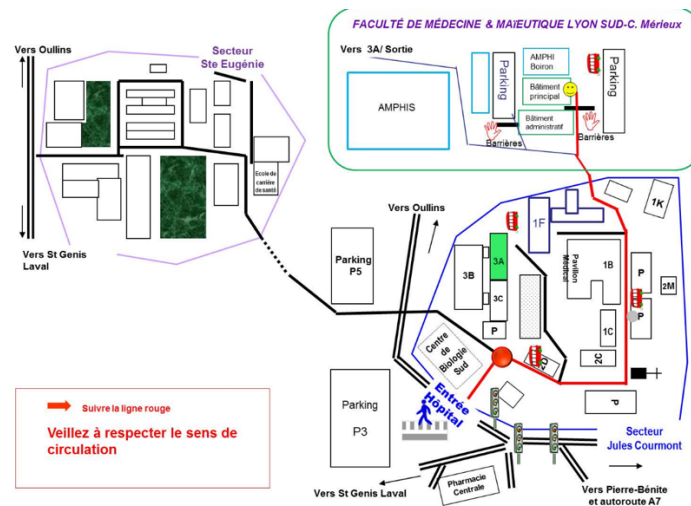 FACULTÉ DE MÉDECINE & MAÏEUTIQUE LYON SUD-C. Mérieux
Vers Oullins
Secteur
Ste Eugénie
Vers 3A/ Sortie
AMPHI
Boiron
Parking
Parking
Bâtiment
principal
AMPHIS
Bâtiment
administratif
Barrières
Barrières
Ecole de
carrière
de santé
Vers St Genis
Laval
Vers Oullins
1K
1F
Parking
P5
3A
3B
Pavillon
Médical
1B
P
2M
3C
P
P
1C
Centre
de
Biologie
Sud
2D
2C
Suivre la ligne rouge
Veillez à respecter le sens de
circulation
Entrée
Hôpital
Parking
P3
P
Secteur
Jules Courmont
Pharmacie
Centrale
Vers St Genis Laval
Vers Pierre-Bénite
et autoroute A7